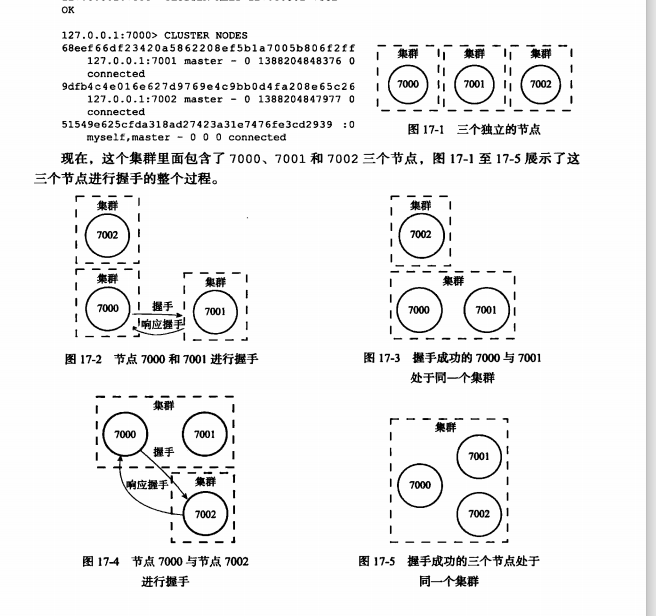 OK
127.0.0.1:7000> CLUSTER NODES
68eef66df23420a5862208ef5b1a7005b806f2ff
127.0.0.1:7001 master - 0 1388204848376 0
connected
9dfb4c4e016e627d9769e4c9bb0d4fa208e65c26
127.0.0.1:7002 master - 0 1388204847977 0
connected
51549e625cfda318ad27423a31e7476fe3cd2939 :0
myself,master - 0 0 0 connected
集群 集群 集群
7000 7001 7002
图 17-1 三个独立的节点
现在，这个集群里面包含了 7000、7001 和 7002 三个节点，图 17-1 至 17-5 展示了这
三个节点进行握手的整个过程。
集群
7002
集群
7000
握手
响应握手
集群
7001
图 17-2 节点 7000 和 7001 进行握手
集群
7002
集群
7000 7001
图 17-3 握手成功的 7000 与 7001
处于同一个集群
集群
7000 7001
握手
响应握手
集群
7002
图 17-4 节点 7000 与节点 7002
进行握手
集群
7001
7000
7002
图 17-5 握手成功的三个节点处于
同一个集群